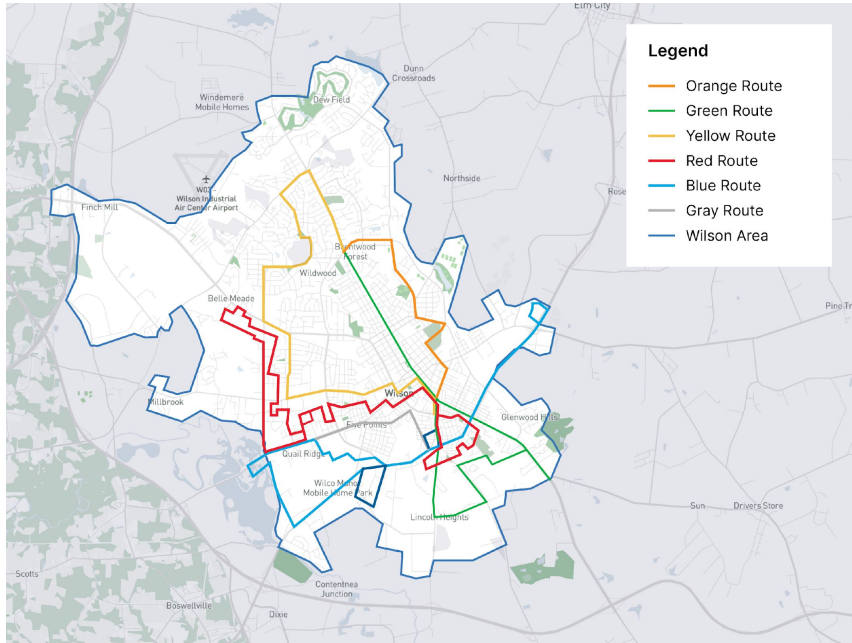 Elm City
Legend
Orange Route
Green Route
Yellow Route
Red Route
Blue Route
Gray Route
Wilson Area
Dunn
Crossroads
Windemere
Mobile Homes
Dew Field
Northside
W03
Wilson Industrial
Air Center Airport
Rose
Finch Mill
Brentwood
Forest
Wildwood
Belle Meade
Pine Tr
Millbrook
Wilson
Glenwood Hills
Five Points
Quail Ridge
Wilco Manor
Mobile Home Park
Lincoln Heights
Sun
Drivers Store
Scotts
Contentnea
Junction
Boswellville
Dixie